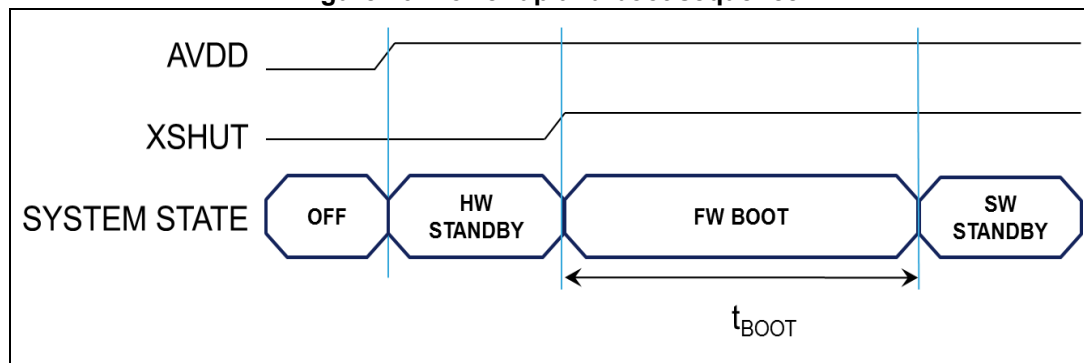 AVDD
XSHUT
SYSTEM STATE
OFF
HW
STANDBY
FW BOOT
SW
STANDBY
tBOOT